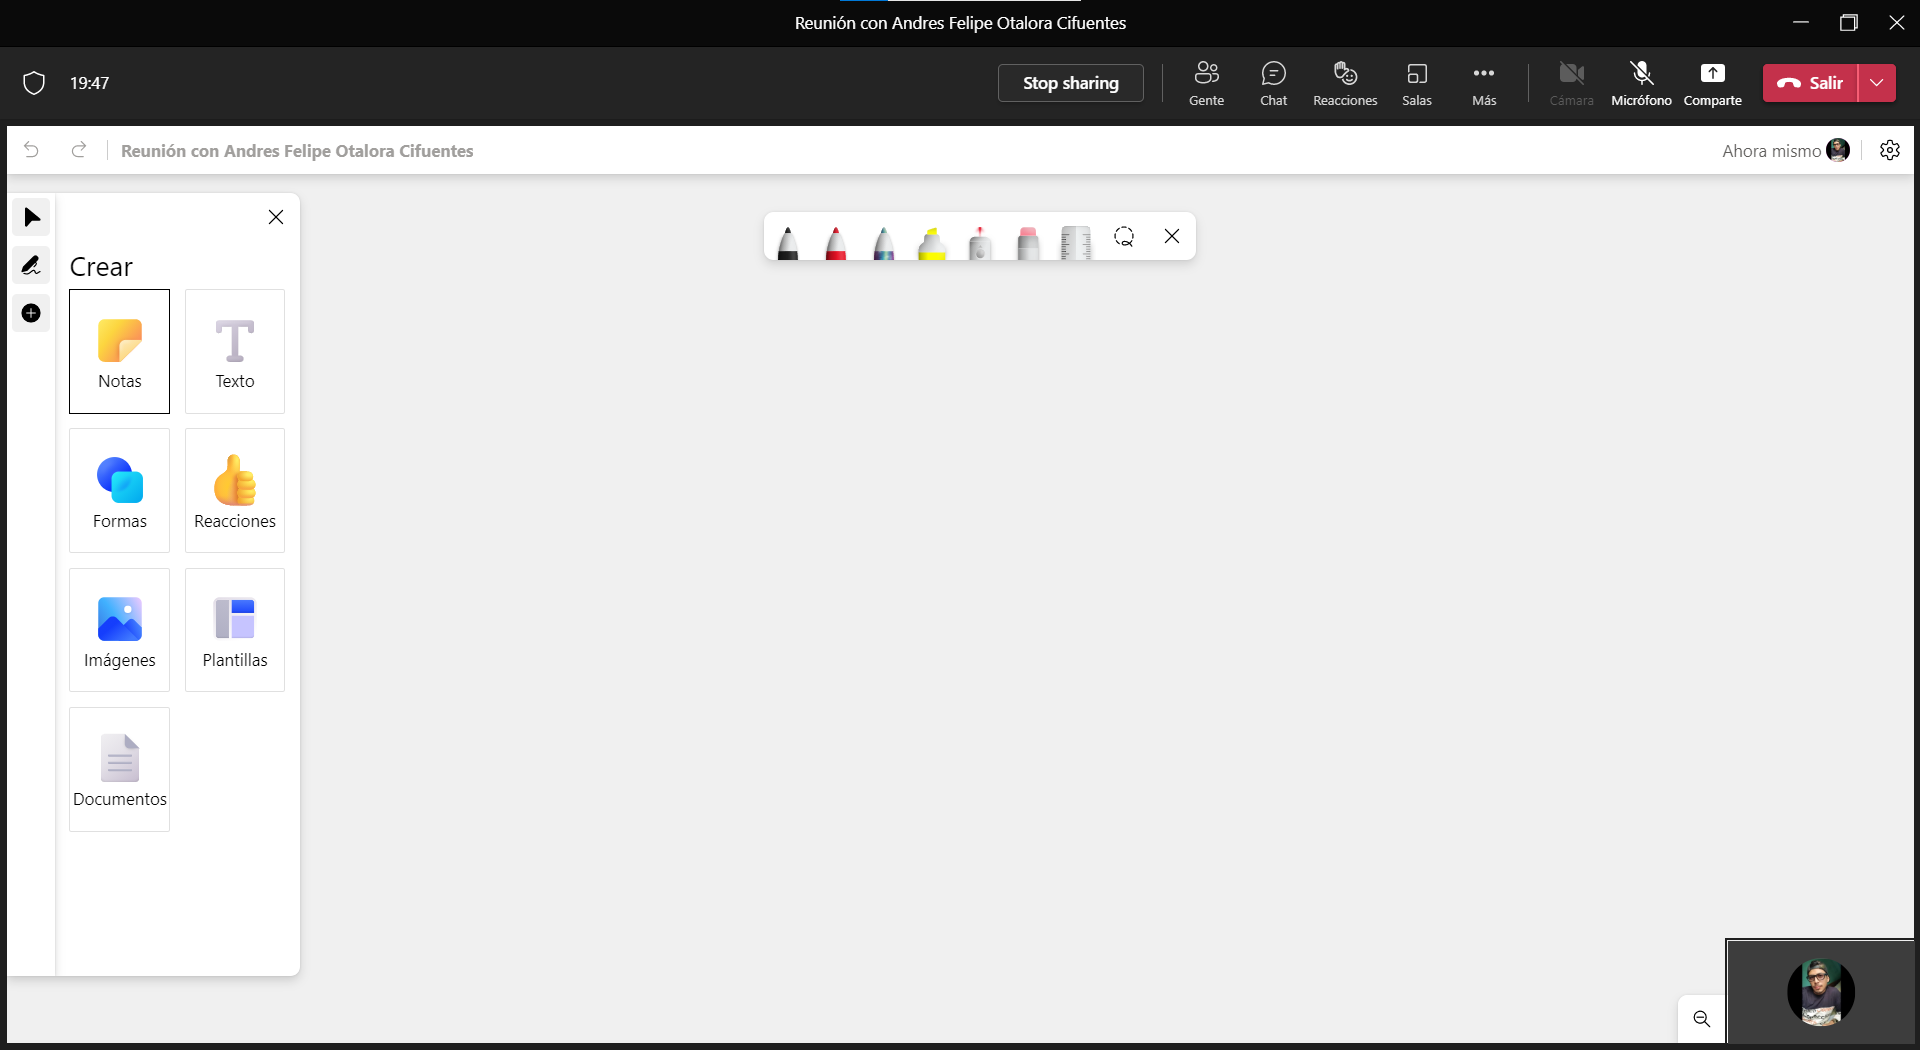 Reunión con Andres Felipe Otalora Cifuentes
19:47
Stop sharing
Gente
Chat
Reacciones
Salas
Más
Cámara
Micrófono
Comparte
Salir
Reunión con Andres Felipe Otalora Cifuentes
Ahora mismo
Crear
Notas
Texto
Formas
Reacciones
Imágenes
Plantillas
Documentos